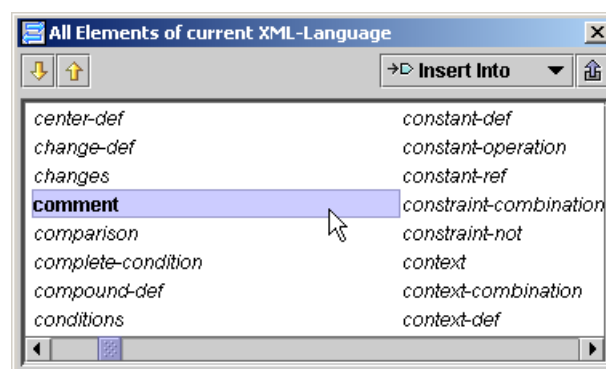 All Elements of current XML-Language
Insert Into
center-def
change-def
changes
comment
comparison
complete-condition
compound-def
conditions
constant-def
constant-operation
constant-ref
constraint-combination
constraint-not
context
context-combination
context-def